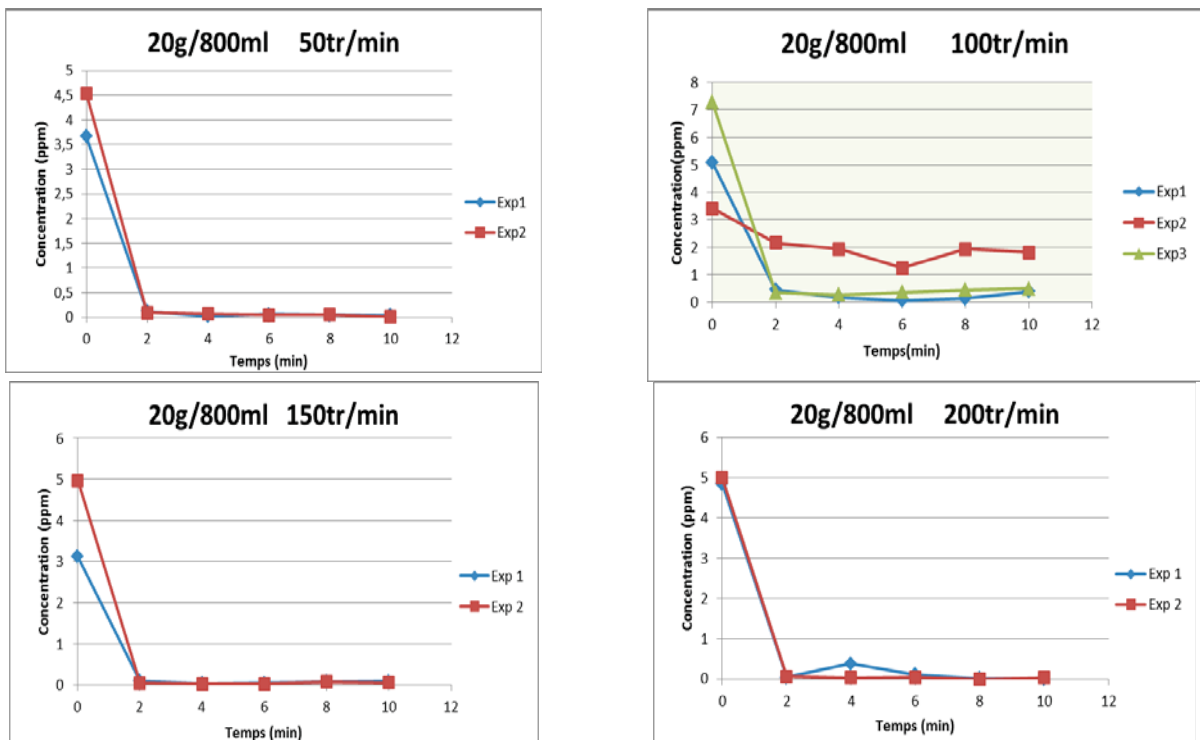 20g/800ml 50tr/min
Concentration (ppm)
5
4,5
4
3,5
3
2,5
2
1,5
1
0,5
0
0 2 4 6 8 10 12
Temps (min)
Exp1
Exp2
20g/800ml 100tr/min
Concentration(ppm)
8
7
6
5
4
3
2
1
0
0 2 4 6 8 10 12
Temps(min)
Exp1
Exp2
Exp3
20g/800ml 150tr/min
Concentration (ppm)
6
5
4
3
2
1
0
0 2 4 6 8 10 12
Temps (min)
Exp 1
Exp 2
20g/800ml 200tr/min
Concentration (ppm)
6
5
4
3
2
1
0
0 2 4 6 8 10 12
Temps (min)
Exp 1
Exp 2